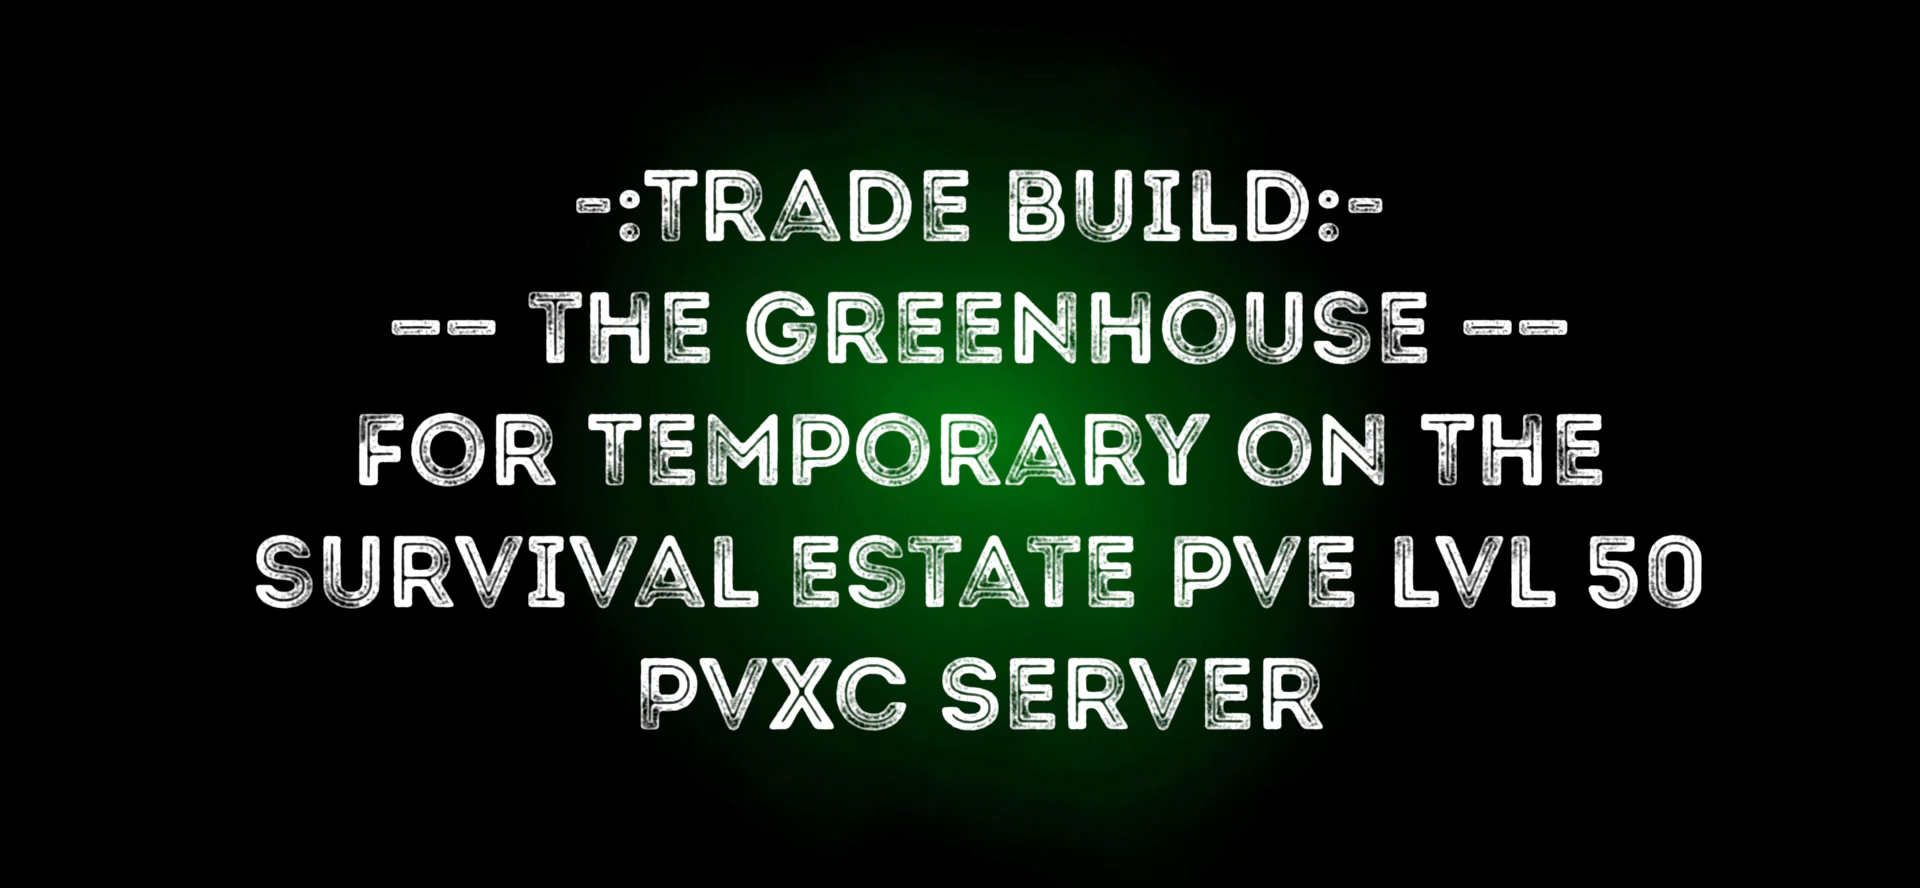 -:TRADE BUILD:-
-- THE GREENHOUSE --
FOR TEMPORARY ON THE
SURVIVAL ESTATE PVE LVL 50
PVXC SERVER